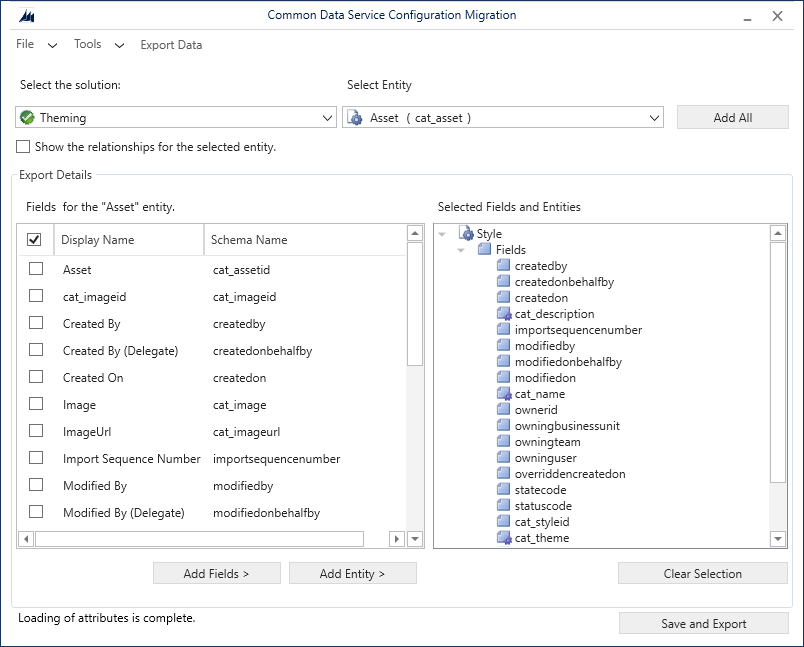 Common Data Service Configuration Migration
File Tools Export Data
Select the solution: Select Entity
Theming Asset ( cat_asset ) Add All
Show the relationships for the selected entity.
Export Details
Fields for the "Asset" entity.
Display Name Schema Name
Asset cat_assetid
cat_imageid cat_imageid
Created By createdby
Created By (Delegate) createdonbehalfby
Created On createdon
Image cat_image
ImageUrl cat_imageurl
Import Sequence Number importsequencenumber
Modified By modifiedby
Modified By (Delegate) modifiedonbehalfby
Add Fields > Add Entity >
Selected Fields and Entities
Style
Fields
createdby
createdonbehalfby
createdon
cat_description
importsequencenumber
modifiedby
modifiedonbehalfby
modifiedon
cat_name
ownerid
owningbusinessunit
owningteam
owninguser
overriddencreatedon
statecode
statuscode
cat_styleid
cat_theme
Clear Selection
Loading of attributes is complete.
Save and Export